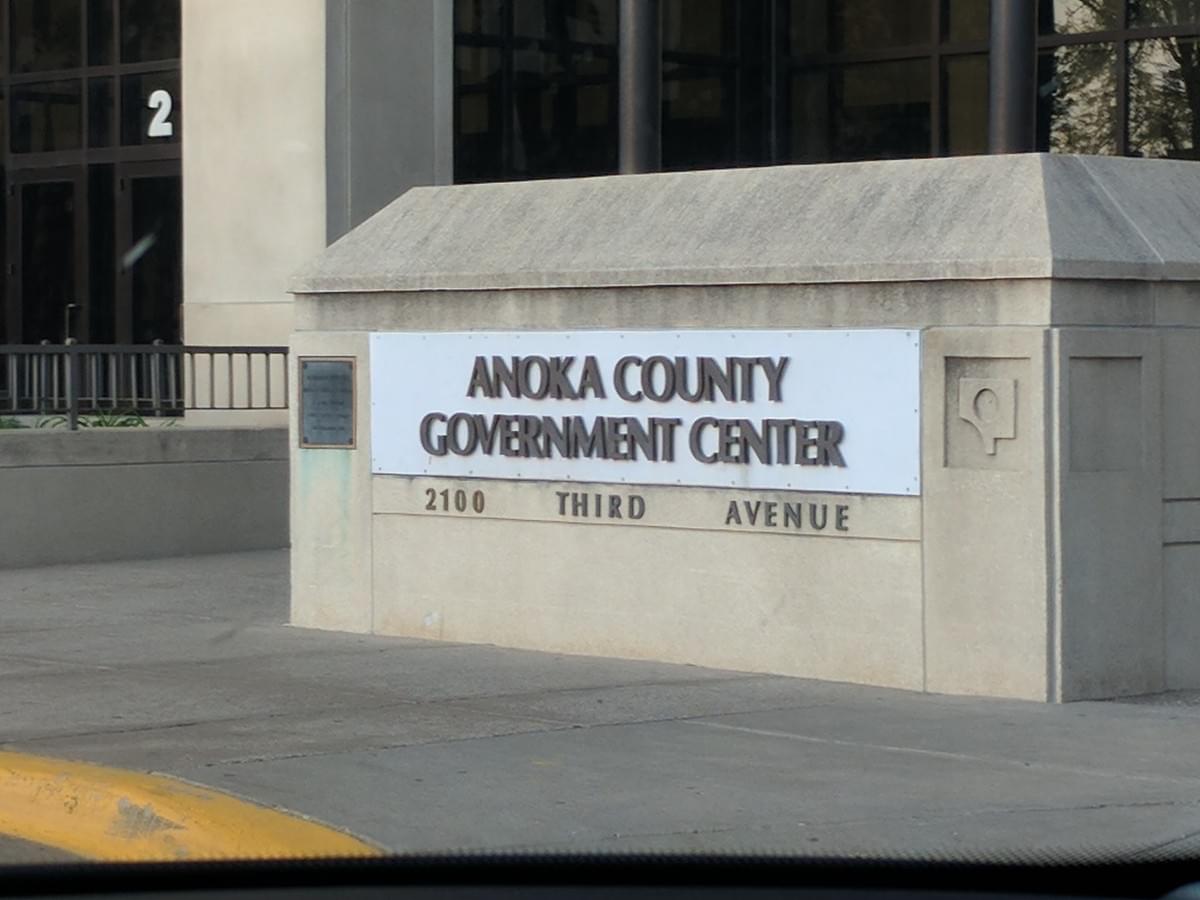 2
ANOKA COUNTY
GOVERNMENT CENTER
2100 THIRD AVENUE